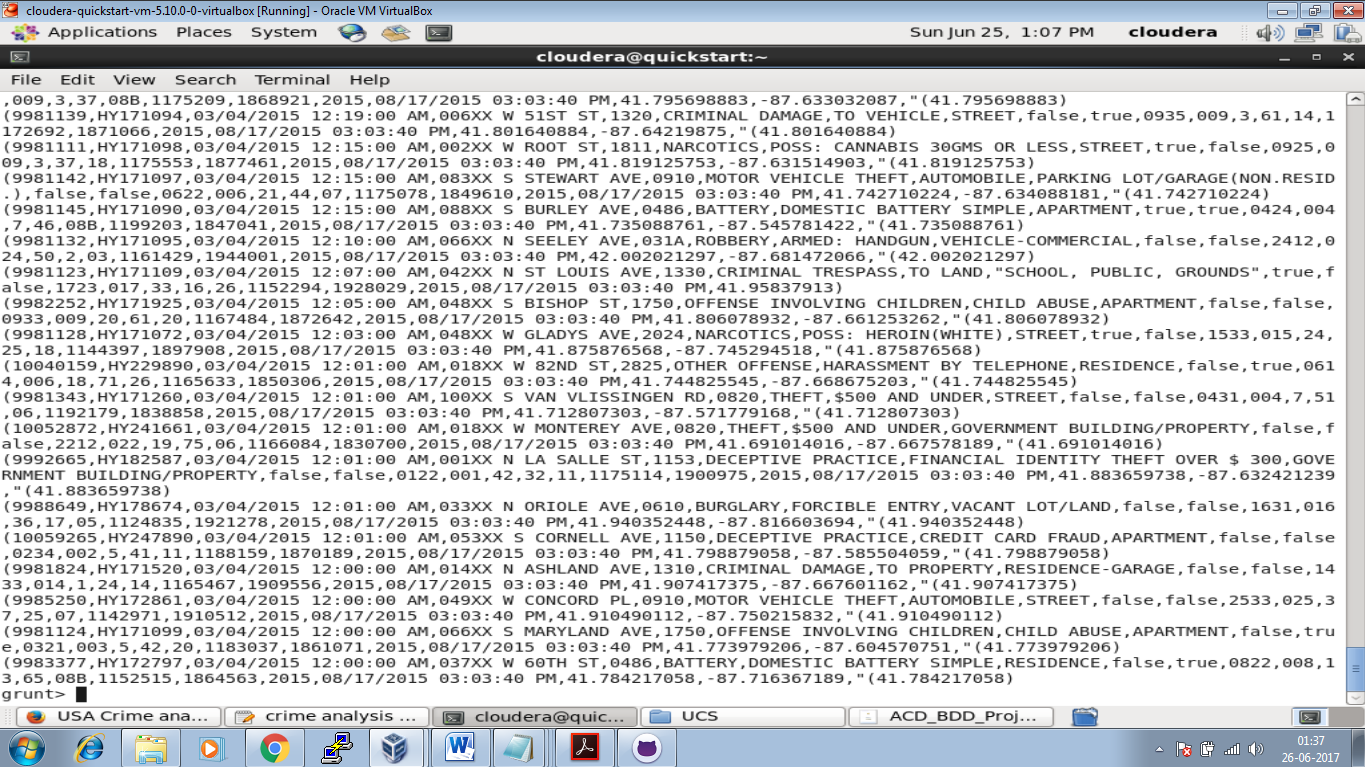 cloudera-quickstart-vm-5.10.0-0-virtualbox [Running] - Oracle VM VirtualBox
Applications Places System Sun Jun 25, 1:07 PM cloudera
cloudera@quickstart:~
File Edit View Search Terminal Help
,009,3,37,08B,1175209,1868921,2015,08/17/2015 03:03:40 PM,41.795698883,-87.633032087,"(41.795698883)
(9981139,HY171094,03/04/2015 12:19:00 AM,006XX W 51ST ST,1320,CRIMINAL DAMAGE,TO VEHICLE,STREET,false,true,0935,009,3,61,14,1
172692,1871066,2015,08/17/2015 03:03:40 PM,41.801640884,-87.64219875,"(41.801640884)
(9981111,HY171098,03/04/2015 12:15:00 AM,002XX W ROOT ST,1811,NARCOTICS,POSS: CANNABIS 30GMS OR LESS,STREET,true,false,0925,0
09,3,37,18,1175553,1877461,2015,08/17/2015 03:03:40 PM,41.819125753,-87.631514903,"(41.819125753)
(9981142,HY171097,03/04/2015 12:15:00 AM,083XX S STEWART AVE,0910,MOTOR VEHICLE THEFT,AUTOMOBILE,PARKING LOT/GARAGE(NON.RESID
.),false,false,0622,006,21,44,07,1175078,1849610,2015,08/17/2015 03:03:40 PM,41.742710224,-87.634088181,"(41.742710224)
(9981145,HY171090,03/04/2015 12:15:00 AM,088XX S BURLEY AVE,0486,BATTERY,DOMESTIC BATTERY SIMPLE,APARTMENT,true,true,0424,004
,7,46,08B,1199203,1847041,2015,08/17/2015 03:03:40 PM,41.735088761,-87.545781422,"(41.735088761)
(9981132,HY171095,03/04/2015 12:10:00 AM,066XX N SEELEY AVE,031A,ROBBERY,ARMED: HANDGUN,VEHICLE-COMMERCIAL,false,false,2412,0
24,50,2,03,1161429,1944001,2015,08/17/2015 03:03:40 PM,42.002021297,-87.681472066,"(42.002021297)
(9981123,HY171109,03/04/2015 12:07:00 AM,042XX N ST LOUIS AVE,1330,CRIMINAL TRESPASS,TO LAND,"SCHOOL, PUBLIC, GROUNDS",true,f
alse,1723,017,33,16,26,1152294,1928029,2015,08/17/2015 03:03:40 PM,41.95837913)
(9982252,HY171925,03/04/2015 12:05:00 AM,048XX S BISHOP ST,1750,OFFENSE INVOLVING CHILDREN,CHILD ABUSE,APARTMENT,false,false,
0933,009,20,61,20,1167484,1872642,2015,08/17/2015 03:03:40 PM,41.806078932,-87.661253262,"(41.806078932)
(9981128,HY171072,03/04/2015 12:03:00 AM,048XX W GLADYS AVE,2024,NARCOTICS,POSS: HEROIN(WHITE),STREET,true,false,1533,015,24,
25,18,1144397,1897908,2015,08/17/2015 03:03:40 PM,41.875876568,-87.745294518,"(41.875876568)
(10040159,HY229890,03/04/2015 12:01:00 AM,018XX W 82ND ST,2825,OTHER OFFENSE,HARASSMENT BY TELEPHONE,RESIDENCE,false,true,061
4,006,18,71,26,1165633,1850306,2015,08/17/2015 03:03:40 PM,41.744825545,-87.668675203,"(41.744825545)
(9981343,HY171260,03/04/2015 12:01:00 AM,100XX S VAN VLISSINGEN RD,0820,THEFT,$500 AND UNDER,STREET,false,false,0431,004,7,51
,06,1192179,1838858,2015,08/17/2015 03:03:40 PM,41.712807303,-87.571779168,"(41.712807303)
(10052872,HY241661,03/04/2015 12:01:00 AM,018XX W MONTEREY AVE,0820,THEFT,$500 AND UNDER,GOVERNMENT BUILDING/PROPERTY,false,f
alse,2212,022,19,75,06,1166084,1830700,2015,08/17/2015 03:03:40 PM,41.691014016,-87.667578189,"(41.691014016)
(9992665,HY182587,03/04/2015 12:01:00 AM,001XX N LA SALLE ST,1153,DECEPTIVE PRACTICE,FINANCIAL IDENTITY THEFT OVER $ 300,GOVE
RNMENT BUILDING/PROPERTY,false,false,0122,001,42,32,11,1175114,1900975,2015,08/17/2015 03:03:40 PM,41.883659738,-87.632421239
,"(41.883659738)
(9988649,HY178674,03/04/2015 12:01:00 AM,033XX N ORIOLE AVE,0610,BURGLARY,FORCIBLE ENTRY,VACANT LOT/LAND,false,false,1631,016
,36,17,05,1124835,1921278,2015,08/17/2015 03:03:40 PM,41.940352448,-87.816603694,"(41.940352448)
(10059265,HY247890,03/04/2015 12:01:00 AM,053XX S CORNELL AVE,1150,DECEPTIVE PRACTICE,CREDIT CARD FRAUD,APARTMENT,false,false
,0234,002,5,41,11,1188159,1870189,2015,08/17/2015 03:03:40 PM,41.798879058,-87.585504059,"(41.798879058)
(9981824,HY171520,03/04/2015 12:00:00 AM,014XX N ASHLAND AVE,1310,CRIMINAL DAMAGE,TO PROPERTY,RESIDENCE-GARAGE,false,false,14
33,014,1,24,14,1165467,1909556,2015,08/17/2015 03:03:40 PM,41.907417375,-87.667601162,"(41.907417375)
(9985250,HY172861,03/04/2015 12:00:00 AM,049XX W CONCORD PL,0910,MOTOR VEHICLE THEFT,AUTOMOBILE,STREET,false,false,2533,025,3
7,25,07,1142971,1910512,2015,08/17/2015 03:03:40 PM,41.910490112,-87.750215832,"(41.910490112)
(9981124,HY171099,03/04/2015 12:00:00 AM,066XX S MARYLAND AVE,1750,OFFENSE INVOLVING CHILDREN,CHILD ABUSE,APARTMENT,false,tru
e,0321,003,5,42,20,1183037,1861071,2015,08/17/2015 03:03:40 PM,41.773979206,-87.604570751,"(41.773979206)
(9983377,HY172797,03/04/2015 12:00:00 AM,037XX W 60TH ST,0486,BATTERY,DOMESTIC BATTERY SIMPLE,RESIDENCE,false,true,0822,008,1
3,65,08B,1152515,1864563,2015,08/17/2015 03:03:40 PM,41.784217058,-87.716367189,"(41.784217058)
grunt>
USA Crime ana... crime analysis ... cloudera@quic... UCS ACD_BDD_Proj...
01:37
26-06-2017